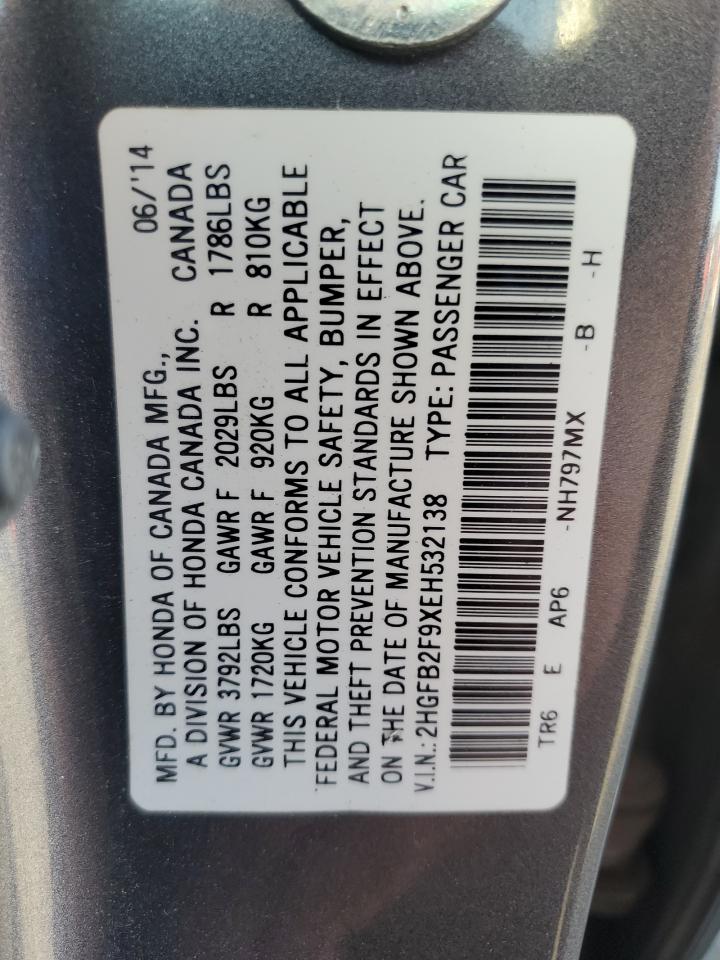 MFD. BY HONDA OF CANADA MFG., 06/'14
A DIVISION OF HONDA CANADA INC. CANADA
GVWR 3792LBS GAWR F 2029LBS R 1786LBS
GVWR 1720KG GAWR F 920KG R 810KG
THIS VEHICLE CONFORMS TO ALL APPLICABLE
FEDERAL MOTOR VEHICLE SAFETY, BUMPER,
AND THEFT PREVENTION STANDARDS IN EFFECT
ON THE DATE OF MANUFACTURE SHOWN ABOVE.
V.I.N.: 2HGFB2F9XEH532138 TYPE: PASSENGER CAR
TR6 E AP6 -NH797MX -B -H